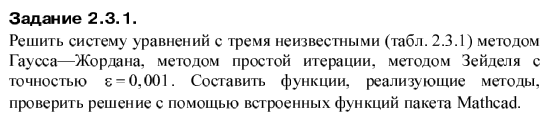 Задание 2.3.1.
Решить систему уравнений с тремя неизвестными (табл. 2.3.1) методом
Гаусса—Жордана, методом простой итерации, методом Зейделя с
точностью ε=0,001. Составить функции, реализующие методы,
проверить решение с помощью встроенных функций пакета Mathcad.